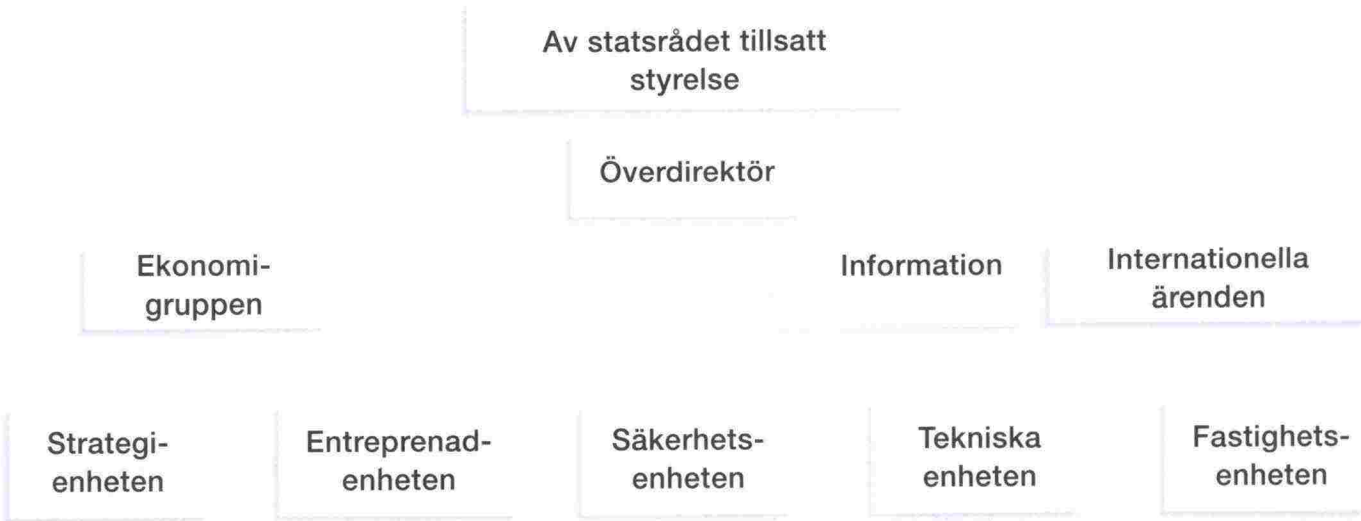 Av statsrådet tillsatt
styrelse
Överdirektör
Ekonomi-
gruppen
Information
Internationella
ärenden
Strategi-
enheten
Entreprenad-
enheten
Säkerhets-
enheten
Tekniska
enheten
Fastighets-
enheten